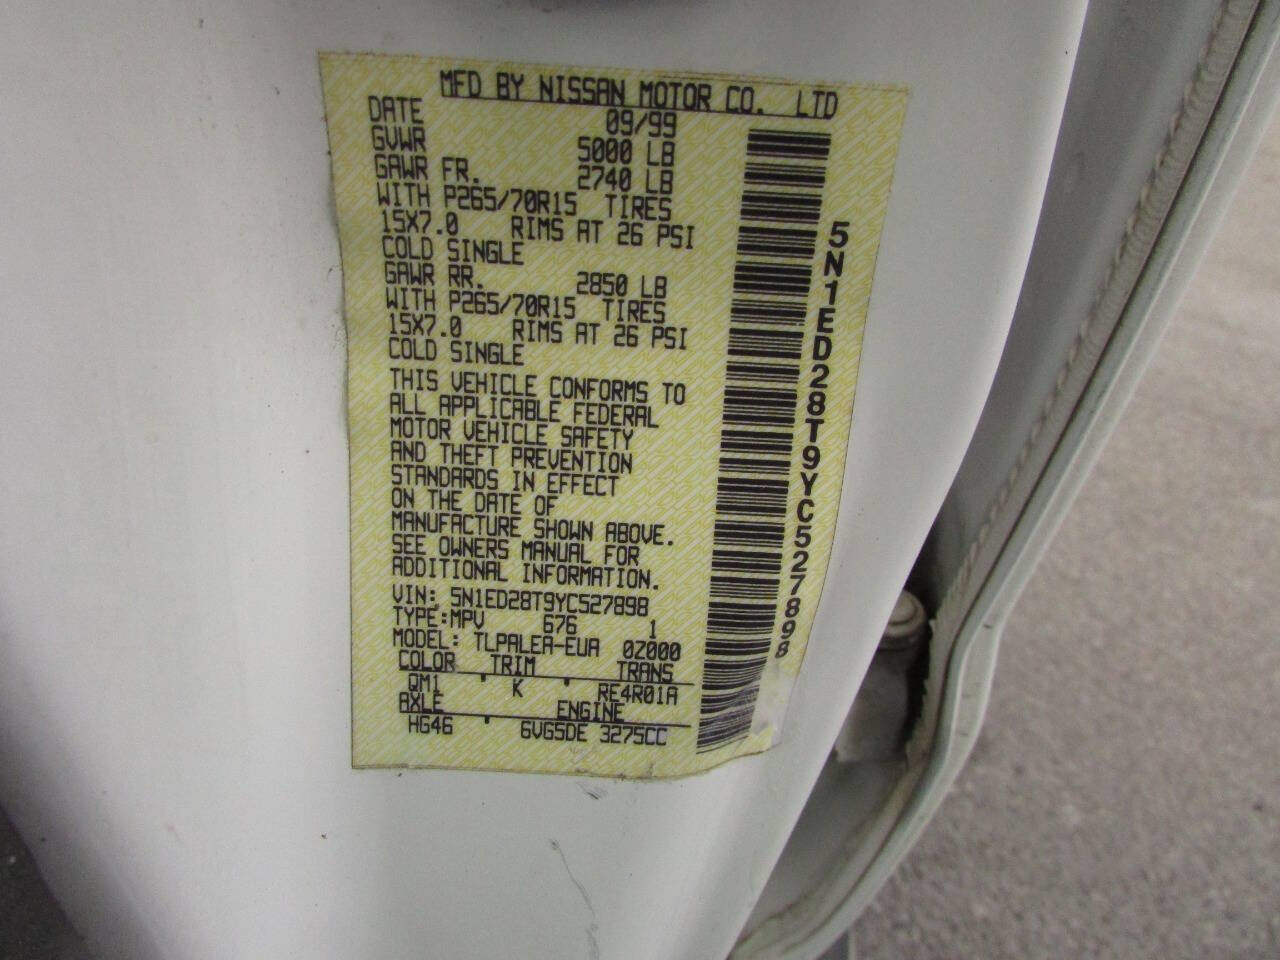 MFD BY NISSAN MOTOR CO. LTD
DATE 09/99
GVWR 5000 LB
GAWR FR. 2740 LB
WITH P265/70R15 TIRES
15X7.0 RIMS AT 26 PSI
COLD SINGLE
GAWR RR. 2850 LB
WITH P265/70R15 TIRES
15X7.0 RIMS AT 26 PSI
COLD SINGLE
THIS VEHICLE CONFORMS TO
ALL APPLICABLE FEDERAL
MOTOR VEHICLE SAFETY
AND THEFT PREVENTION
STANDARDS IN EFFECT
ON THE DATE OF
MANUFACTURE SHOWN ABOVE.
SEE OWNERS MANUAL FOR
ADDITIONAL INFORMATION.
VIN: 5N1ED28T9YC527898
TYPE:MPV 676 1
MODEL: TLPALEA-EUA 0Z000
COLOR TRIM TRANS
QM1 K RE4R01A
AXLE ENGINE
HG46 6VG5DE 3275CC
5N1ED28T9YC527898